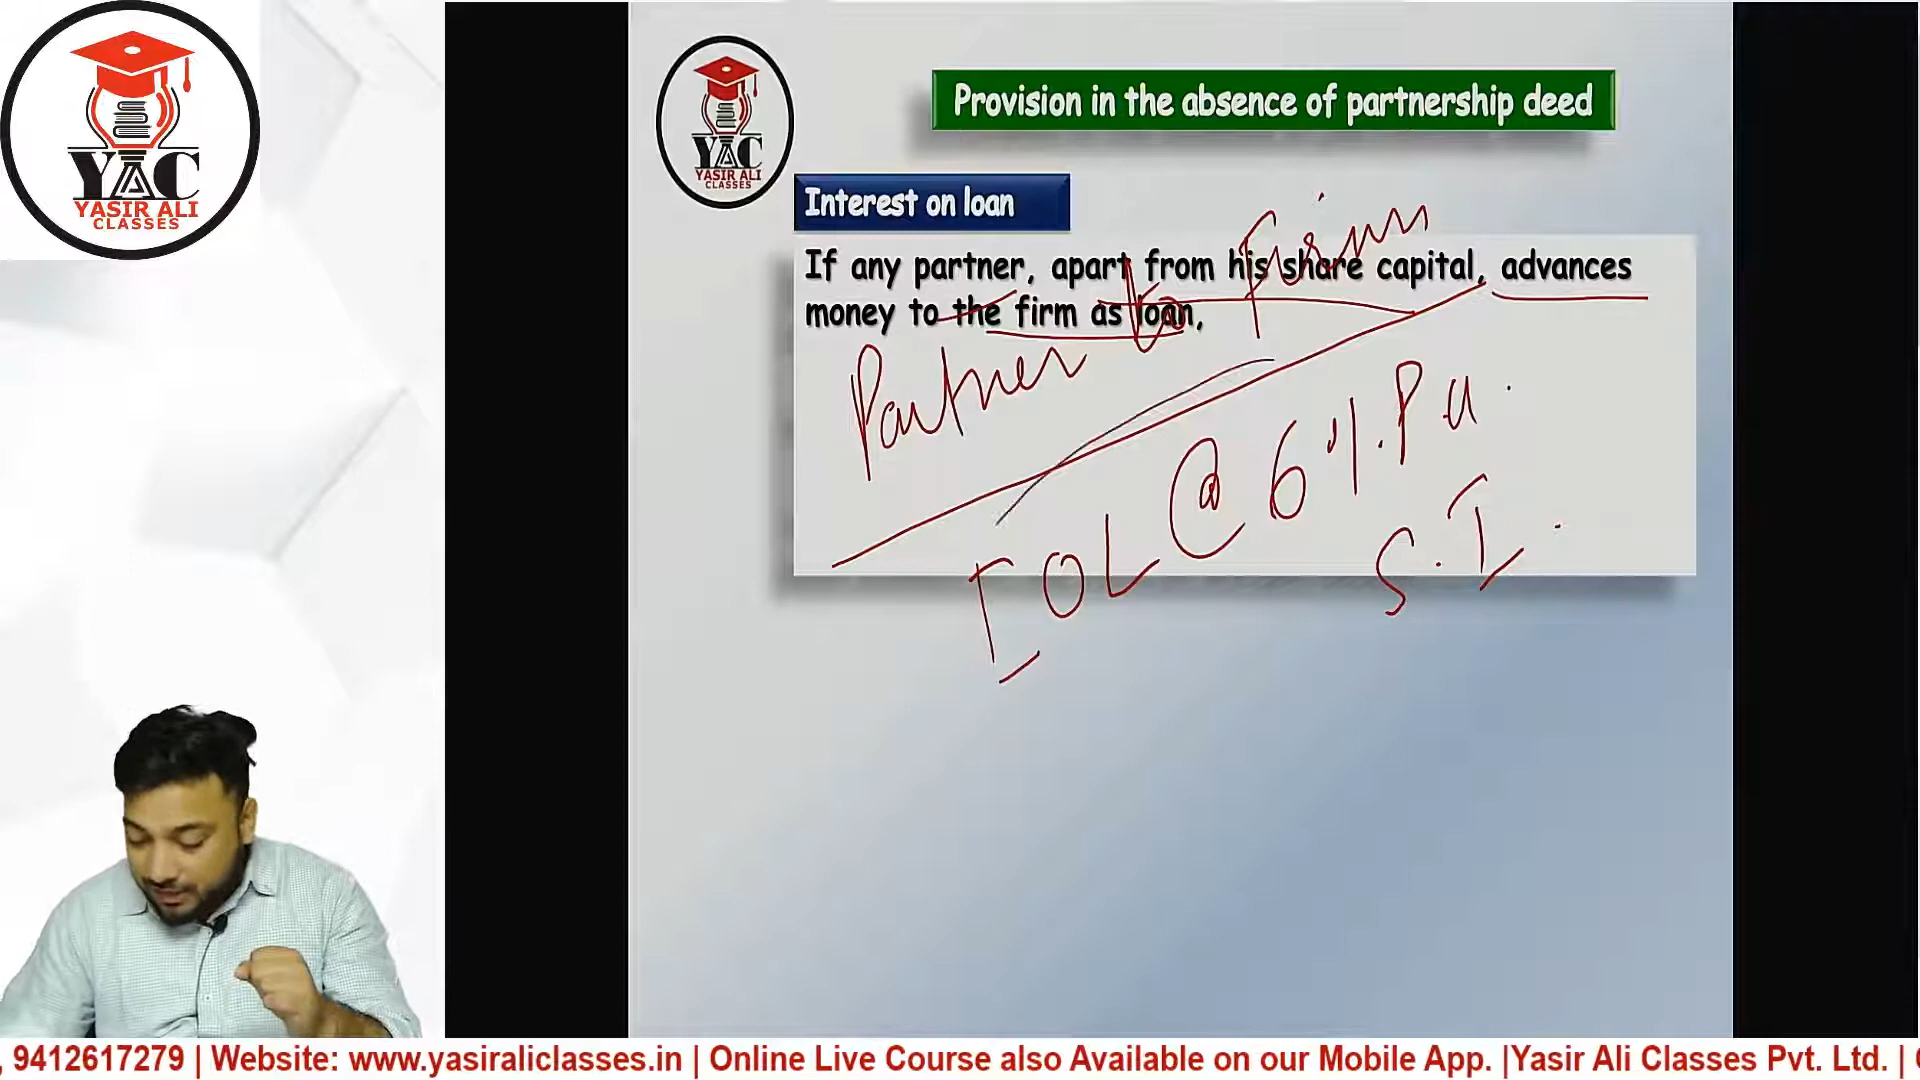 YAC
YASIR ALI
CLASSES
YAC
YASIR ALI
CLASSES
Provision in the absence of partnership deed
Interest on loan
If any partner, apart from his share capital, advances
money to the firm as loan,
Partner to Firm
IOL @ 6%. P a.
S.I.
, 9412617279 | Website: www.yasiraliclasses.in | Online Live Course also Available on our Mobile App. |Yasir Ali Classes Pvt. Ltd. |